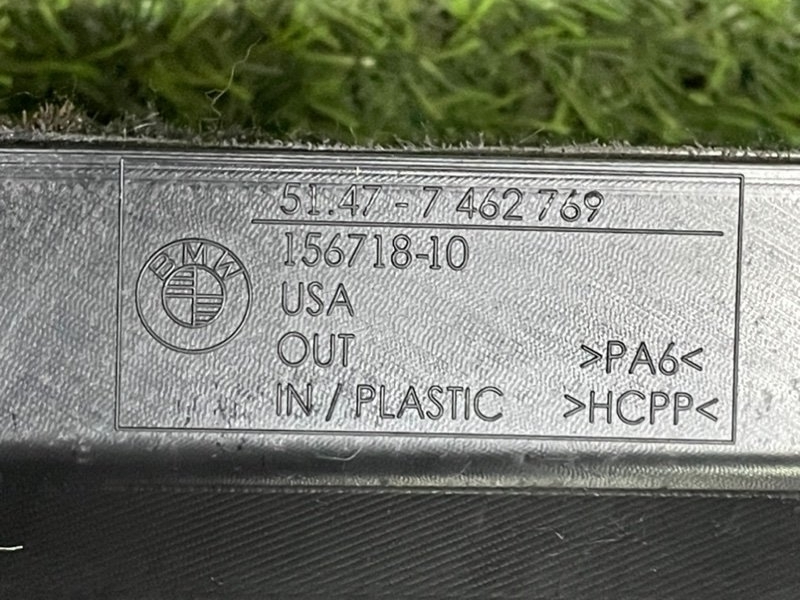 51.47 - 7 462 769
BMW
156718-10
USA
OUT >PA6<
IN / PLASTIC >HCPP<